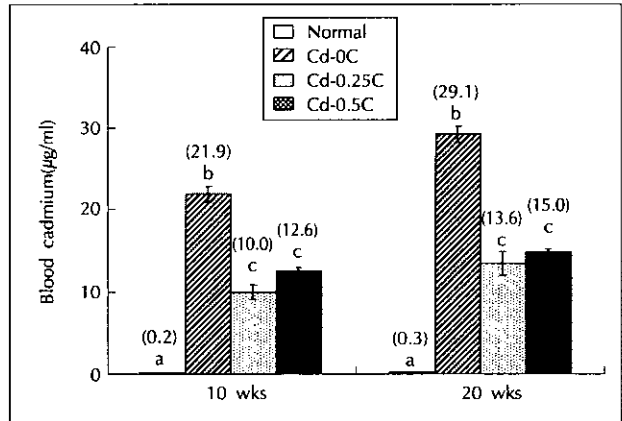 Normal
Cd-0C
Cd-0.25C
Cd-0.5C
Blood cadmium(μg/ml)
40
30
20
10
0
(0.2)
a
(21.9)
b
(10.0)
c
(12.6)
c
(0.3)
a
(29.1)
b
(13.6)
c
(15.0)
c
10 wks
20 wks